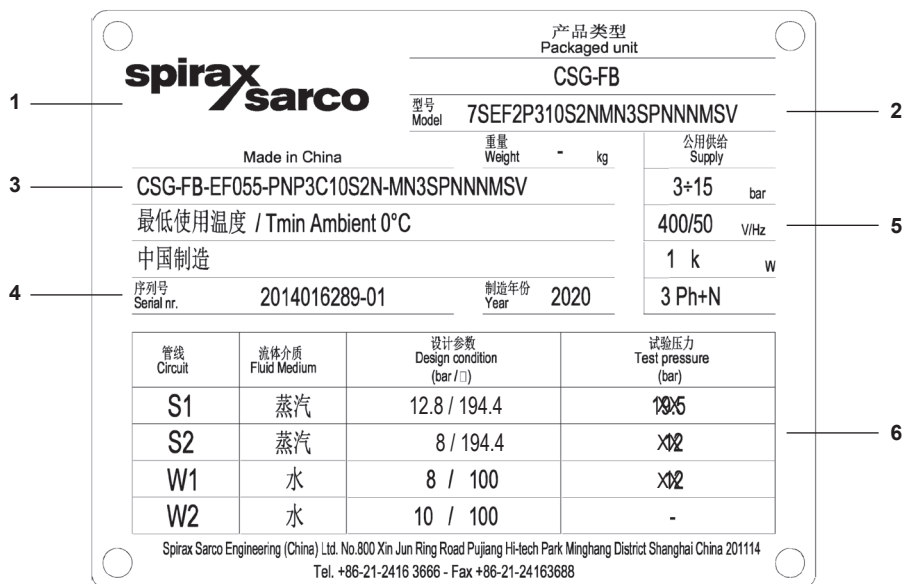 产品类型
Packaged unit
spirax
sarco
CSG-FB
1
型号
Model 7SEF2P310S2NMN3SPNNNMSV
2
Made in China
重量
Weight - kg
公用供给
Supply
3
CSG-FB-EF055-PNP3C10S2N-MN3SPNNNMSV
3÷15 bar
最低使用温度 / Tmin Ambient 0°C
400/50 V/Hz
5
中国制造
1 k W
4
序列号
Serial nr. 2014016289-01
制造年份
Year 2020
3 Ph+N
管线
Circuit
流体介质
Fluid Medium
设计参数
Design condition
(bar / □)
试验压力
Test pressure
(bar)
S1 蒸汽 12.8 / 194.4
S2 蒸汽 8 / 194.4
6
W1 水 8 / 100
W2 水 10 / 100 -
Spirax Sarco Engineering (China) Ltd. No.800 Xin Jun Ring Road Pujiang Hi-tech Park Minghang District Shanghai China 201114
Tel. +86-21-2416 3666 - Fax +86-21-24163688